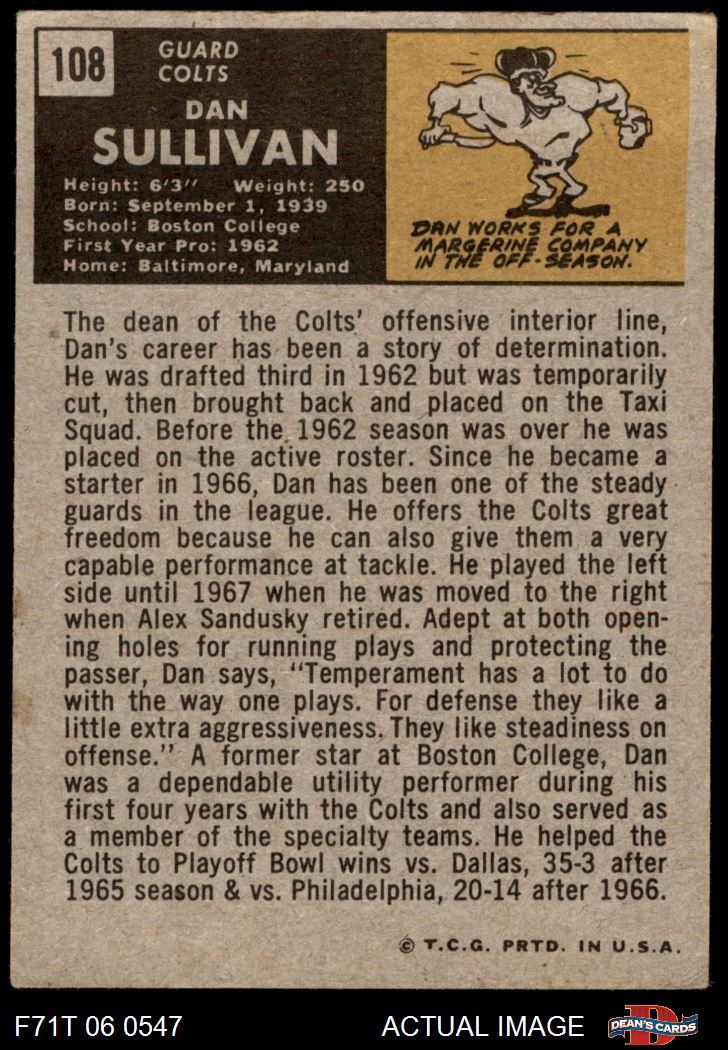 108
GUARD
COLTS
DAN
SULLIVAN
Height: 6'3" Weight: 250
Born: September 1, 1939
School: Boston College
First Year Pro: 1962
Home: Baltimore, Maryland
DAN WORKS FOR A
MARGERINE COMPANY
IN THE OFF-SEASON.
The dean of the Colts' offensive interior line,
Dan's career has been a story of determination.
He was drafted third in 1962 but was temporarily
cut, then brought back and placed on the Taxi
Squad. Before the 1962 season was over he was
placed on the active roster. Since he became a
starter in 1966, Dan has been one of the steady
guards in the league. He offers the Colts great
freedom because he can also give them a very
capable performance at tackle. He played the left
side until 1967 when he was moved to the right
when Alex Sandusky retired. Adept at both open-
ing holes for running plays and protecting the
passer, Dan says, "Temperament has a lot to do
with the way one plays. For defense they like a
little extra aggressiveness. They like steadiness on
offense." A former star at Boston College, Dan
was a dependable utility performer during his
first four years with the Colts and also served as
a member of the specialty teams. He helped the
Colts to Playoff Bowl wins vs. Dallas, 35-3 after
1965 season & vs. Philadelphia, 20-14 after 1966.
© T.C.G. PRTD. IN U.S.A.
F71T 06 0547 ACTUAL IMAGE D DEAN'S CARDS